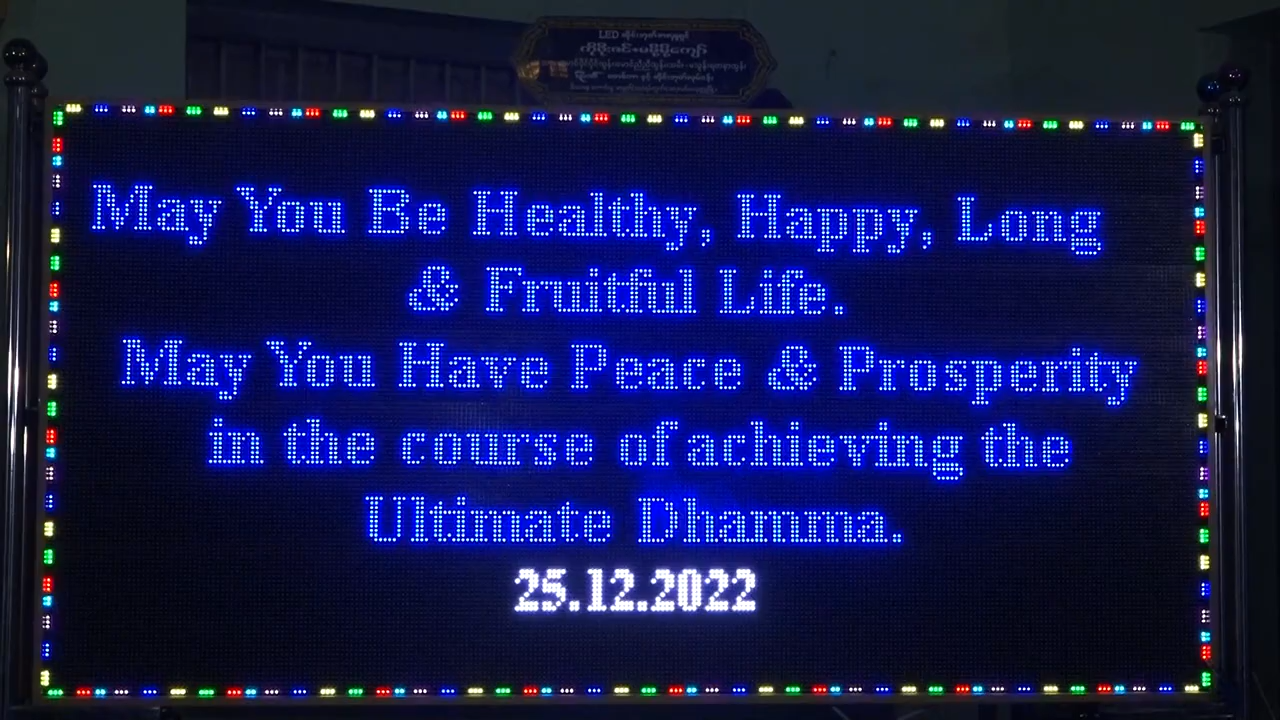 LED
May You Be Healthy, Happy, Long
& Fruitful Life.
May You Have Peace & Prosperity
in the course of achieving the
Ultimate Dhamma.
25.12.2022